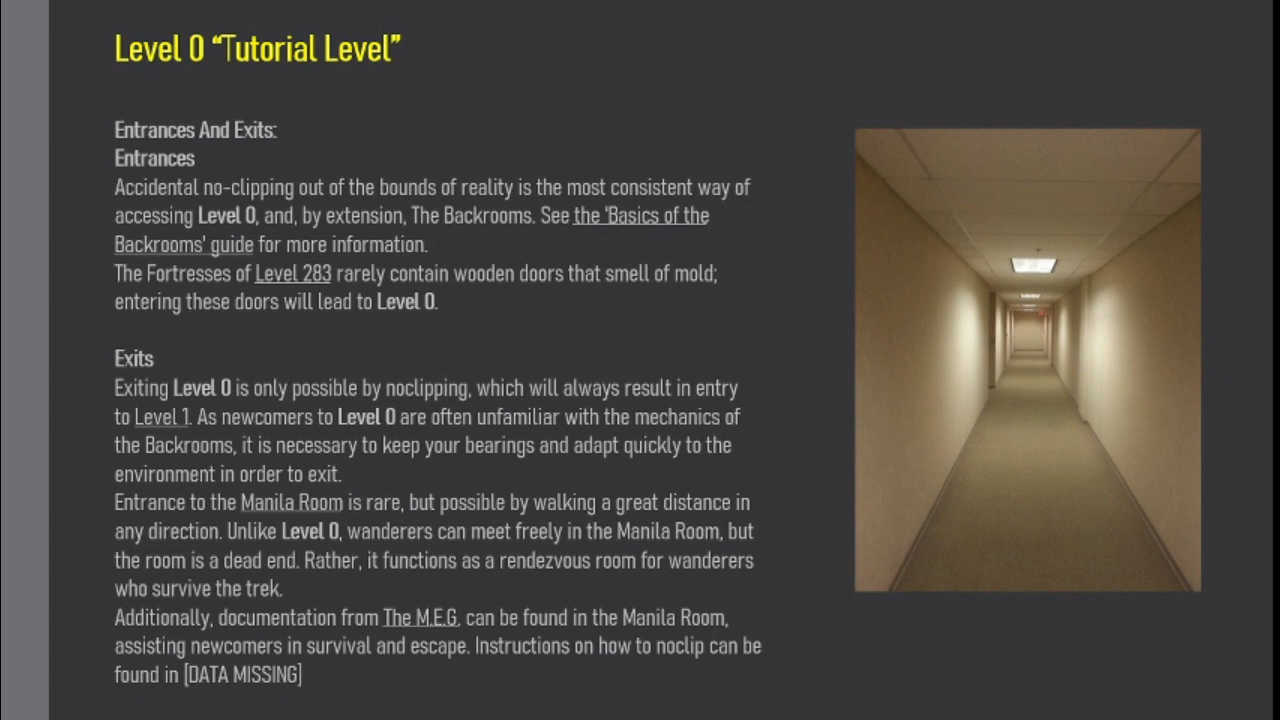 Level 0 “Tutorial Level”
Entrances And Exits:
Entrances
Accidental no-clipping out of the bounds of reality is the most consistent way of
accessing Level 0, and, by extension, The Backrooms. See the 'Basics of the
Backrooms' guide for more information.
The Fortresses of Level 283 rarely contain wooden doors that smell of mold;
entering these doors will lead to Level 0.
Exits
Exiting Level 0 is only possible by noclipping, which will always result in entry
to Level 1. As newcomers to Level 0 are often unfamiliar with the mechanics of
the Backrooms, it is necessary to keep your bearings and adapt quickly to the
environment in order to exit.
Entrance to the Manila Room is rare, but possible by walking a great distance in
any direction. Unlike Level 0, wanderers can meet freely in the Manila Room, but
the room is a dead end. Rather, it functions as a rendezvous room for wanderers
who survive the trek.
Additionally, documentation from The M.E.G. can be found in the Manila Room,
assisting newcomers in survival and escape. Instructions on how to noclip can be
found in [DATA MISSING]